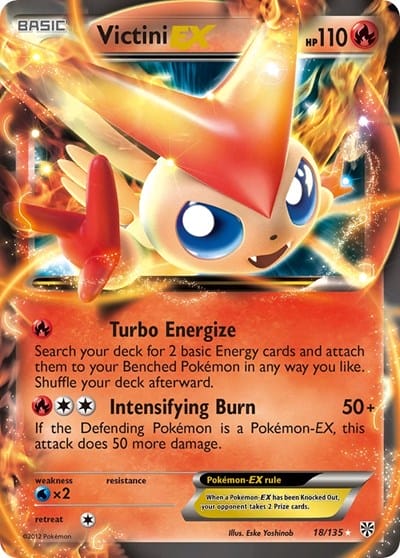 BASIC Victini EX HP110
Turbo Energize
Search your deck for 2 basic Energy cards and attach
them to your Benched Pokémon in any way you like.
Shuffle your deck afterward.
Intensifying Burn 50+
If the Defending Pokémon is a Pokémon-EX, this
attack does 50 more damage.
weakness resistance
×2
retreat
Pokémon-EX rule
When a Pokémon-EX has been Knocked Out,
your opponent takes 2 Prize cards.
©2012 Pokémon Illus. Eske Yoshinob 18/135